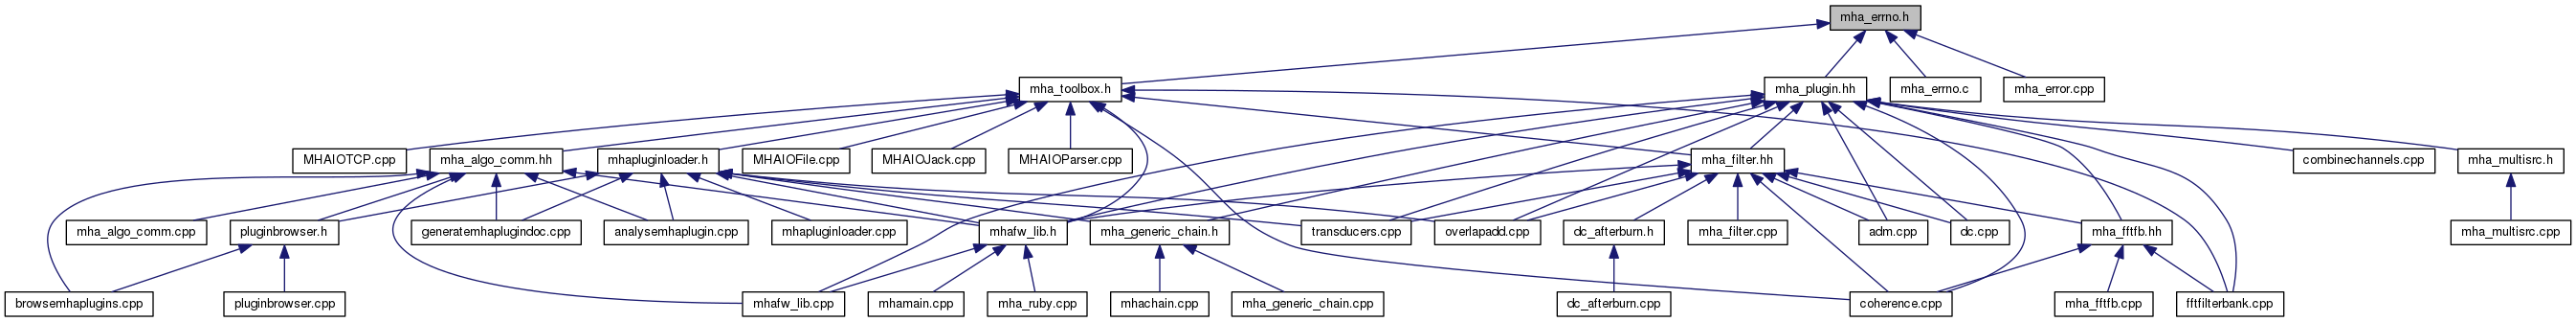 mha_errno.h
mha_toolbox.h
mha_plugin.hh
mha_errno.c
mha_error.cpp
MHAIOTCP.cpp
mha_algo_comm.hh
mhapluginloader.h
MHAIOFile.cpp
MHAIOJack.cpp
MHAIOParser.cpp
mha_filter.hh
combinechannels.cpp
mha_multisrc.h
mha_algo_comm.cpp
pluginbrowser.h
generatemhaplugindoc.cpp
analysemhaplugin.cpp
mhapluginloader.cpp
mhafw_lib.h
mha_generic_chain.h
transducers.cpp
overlapadd.cpp
dc_afterburn.h
mha_filter.cpp
adm.cpp
dc.cpp
mha_fftfb.hh
mha_multisrc.cpp
browsemhaplugins.cpp
pluginbrowser.cpp
mhafw_lib.cpp
mhamain.cpp
mha_ruby.cpp
mhachain.cpp
mha_generic_chain.cpp
dc_afterburn.cpp
coherence.cpp
mha_fftfb.cpp
fftfilterbank.cpp